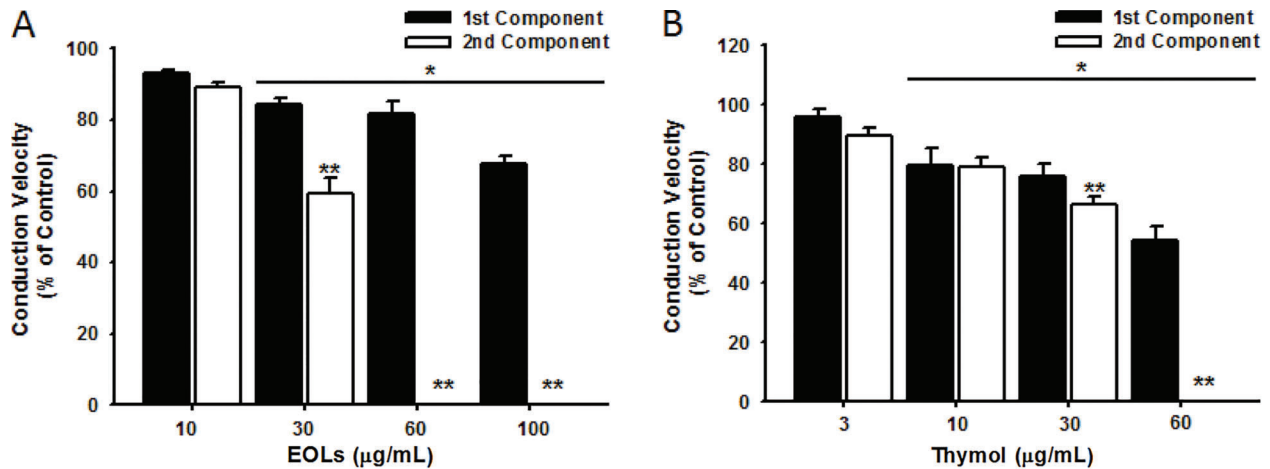 A
1st Component
2nd Component
Conduction Velocity
(% of Control)
100
80
60
40
20
0
*
**
**
**
10 30 60 100
EOLs (µg/mL)
B
1st Component
2nd Component
Conduction Velocity
(% of Control)
120
100
80
60
40
20
0
*
**
**
3 10 30 60
Thymol (µg/mL)